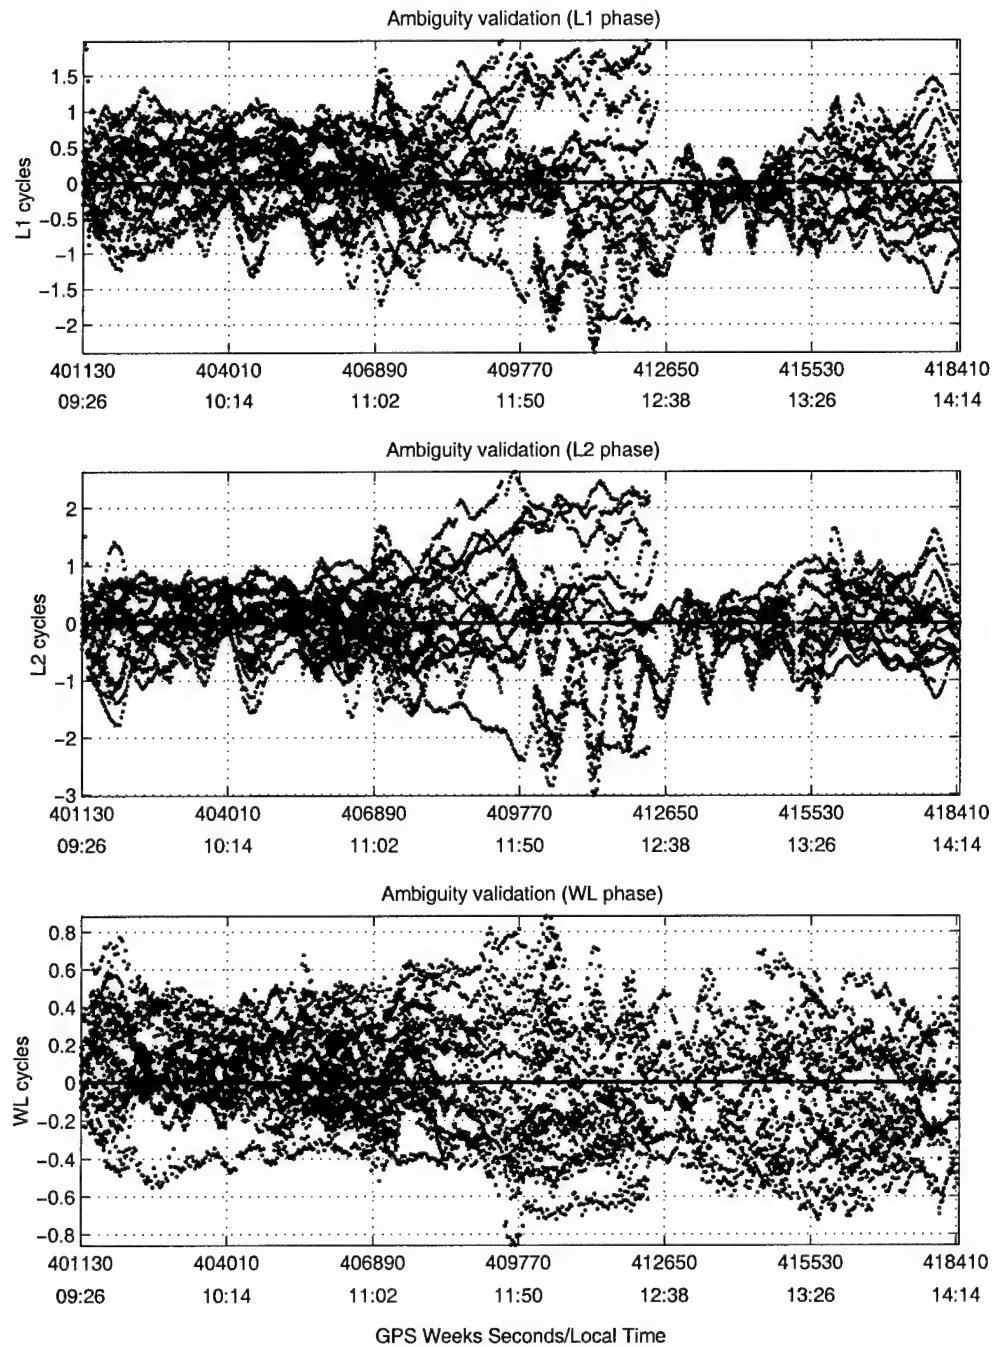 Ambiguity validation (L1 phase)
1.5
1
0.5
0
−0.5
−1
−1.5
−2
L1 cycles
401130 404010 406890 409770 412650 415530 418410
09:26 10:14 11:02 11:50 12:38 13:26 14:14
Ambiguity validation (L2 phase)
2
1
0
−1
−2
−3
L2 cycles
401130 404010 406890 409770 412650 415530 418410
09:26 10:14 11:02 11:50 12:38 13:26 14:14
Ambiguity validation (WL phase)
0.8
0.6
0.4
0.2
0
−0.2
−0.4
−0.6
−0.8
WL cycles
401130 404010 406890 409770 412650 415530 418410
09:26 10:14 11:02 11:50 12:38 13:26 14:14
GPS Weeks Seconds/Local Time